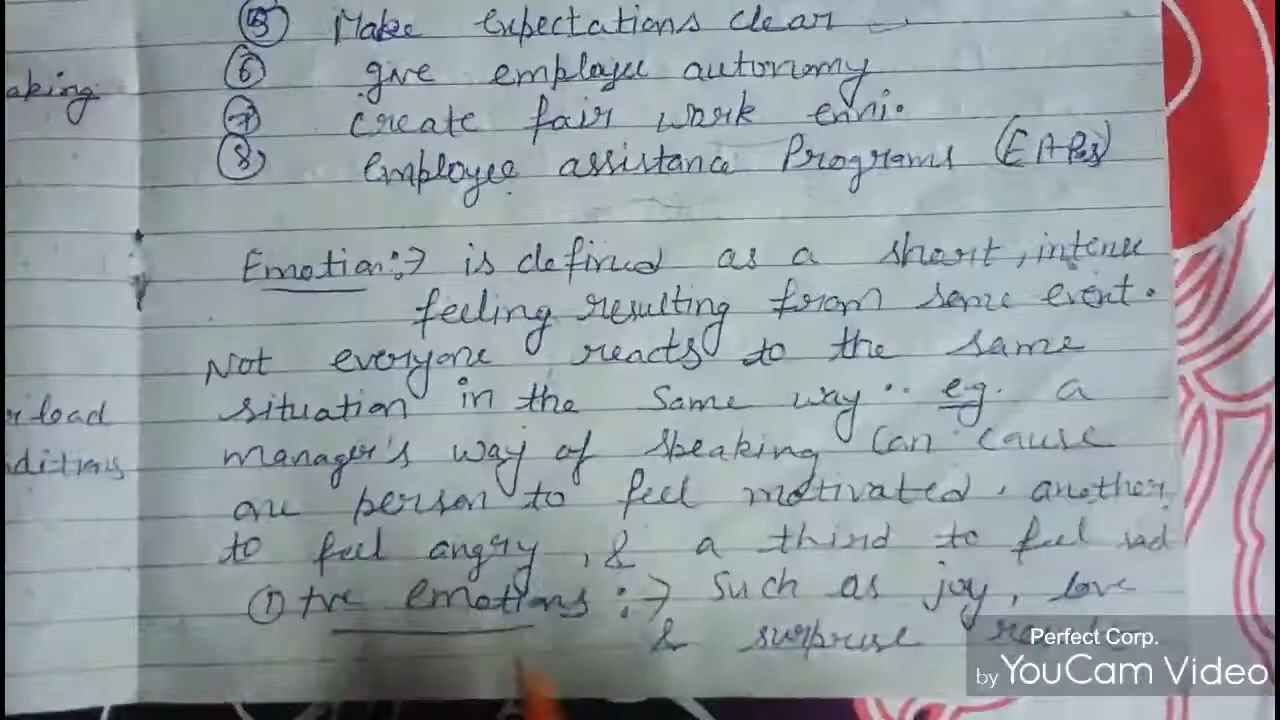 aking
r load
ditions
⑤ Make expectations clear
⑥ give employee autonomy
⑦ create fair work envi.
⑧ Employee assistance Programs (EAPs)
Emotion:→ is defined as a short, intense
feeling resulting from some event.
Not everyone reacts to the same
situation in the same way.. e.g. a
manager's way of speaking can cause
one person to feel motivated, another
to feel angry, & a third to feel sad
① +ve emotions:→ such as joy, love
& surprise
Perfect Corp.
by YouCam Video